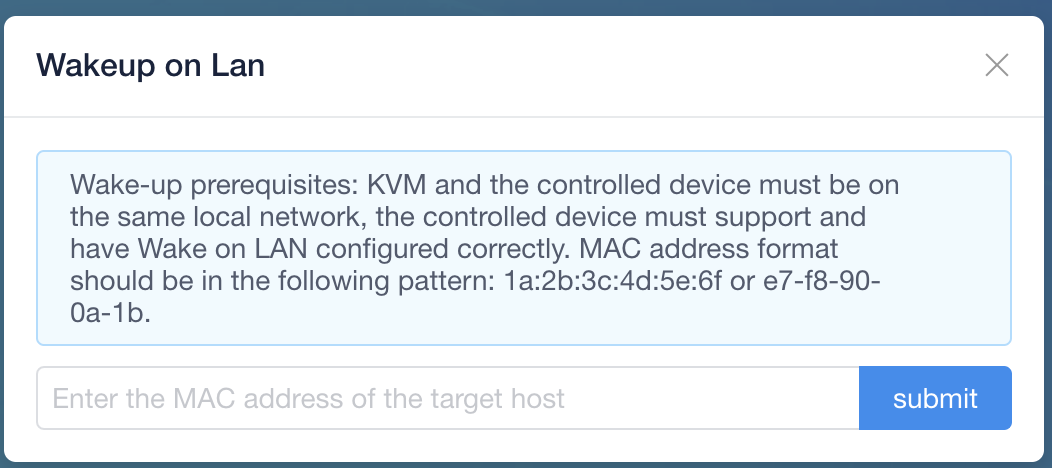 Wakeup on Lan
Wake-up prerequisites: KVM and the controlled device must be on
the same local network, the controlled device must support and
have Wake on LAN configured correctly. MAC address format
should be in the following pattern: 1a:2b:3c:4d:5e:6f or e7-f8-90-
0a-1b.
Enter the MAC address of the target host
submit